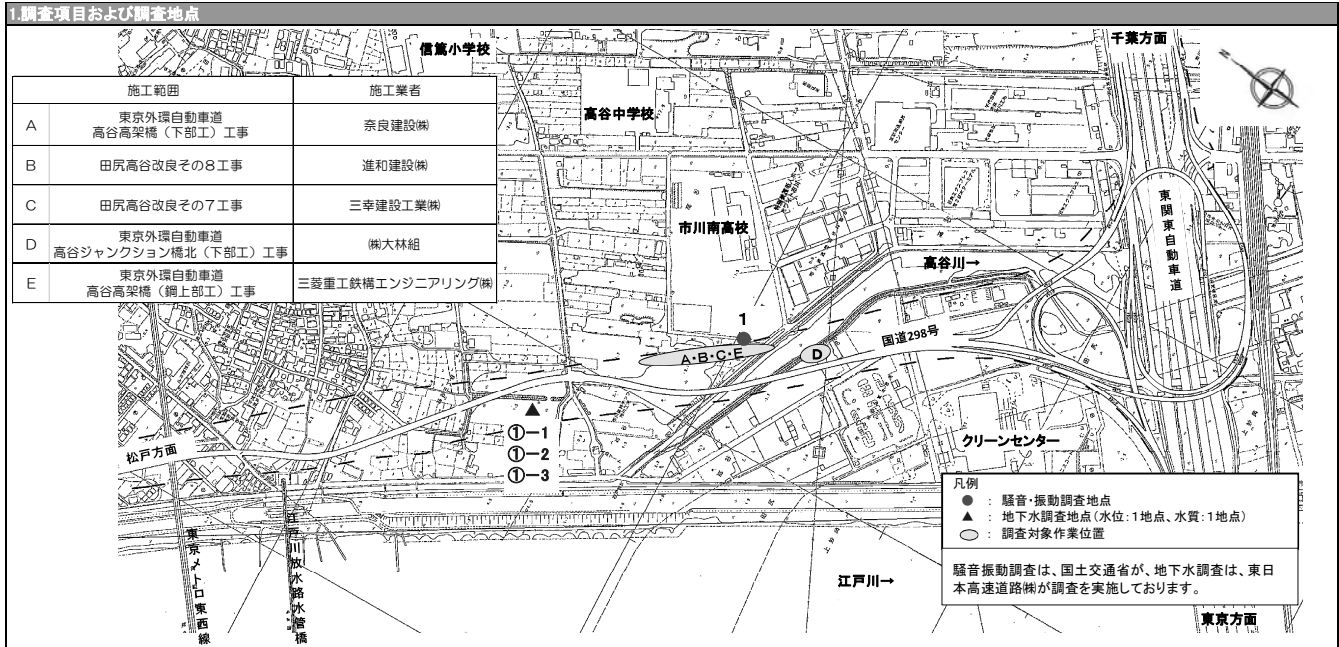 1.調査項目および調査地点
信篤小学校
千葉方面
施工範囲 施工業者
A 東京外環自動車道
高谷高架橋（下部工）工事 奈良建設㈱
B 田尻高谷改良その８工事 進和建設㈱
C 田尻高谷改良その７工事 三幸建設工業㈱
D 東京外環自動車道
高谷ジャンクション橋北（下部工）工事 ㈱大林組
E 東京外環自動車道
高谷高架橋（鋼上部工）工事 三菱重工鉄構エンジニアリング㈱
高谷中学校
市川南高校
東関東自動車道
高谷川→
1
A・B・C・E
D
国道298号
①－1
①－2
①－3
松戸方面
クリーンセンター
東京メトロ東西線
江戸川放水路水管橋
江戸川→
凡例
● ： 騒音・振動調査地点
▲ ： 地下水調査地点（水位：1地点、水質：1地点）
： 調査対象作業位置
騒音振動調査は、国土交通省が、地下水調査は、東日
本高速道路㈱が調査を実施しております。
東京方面